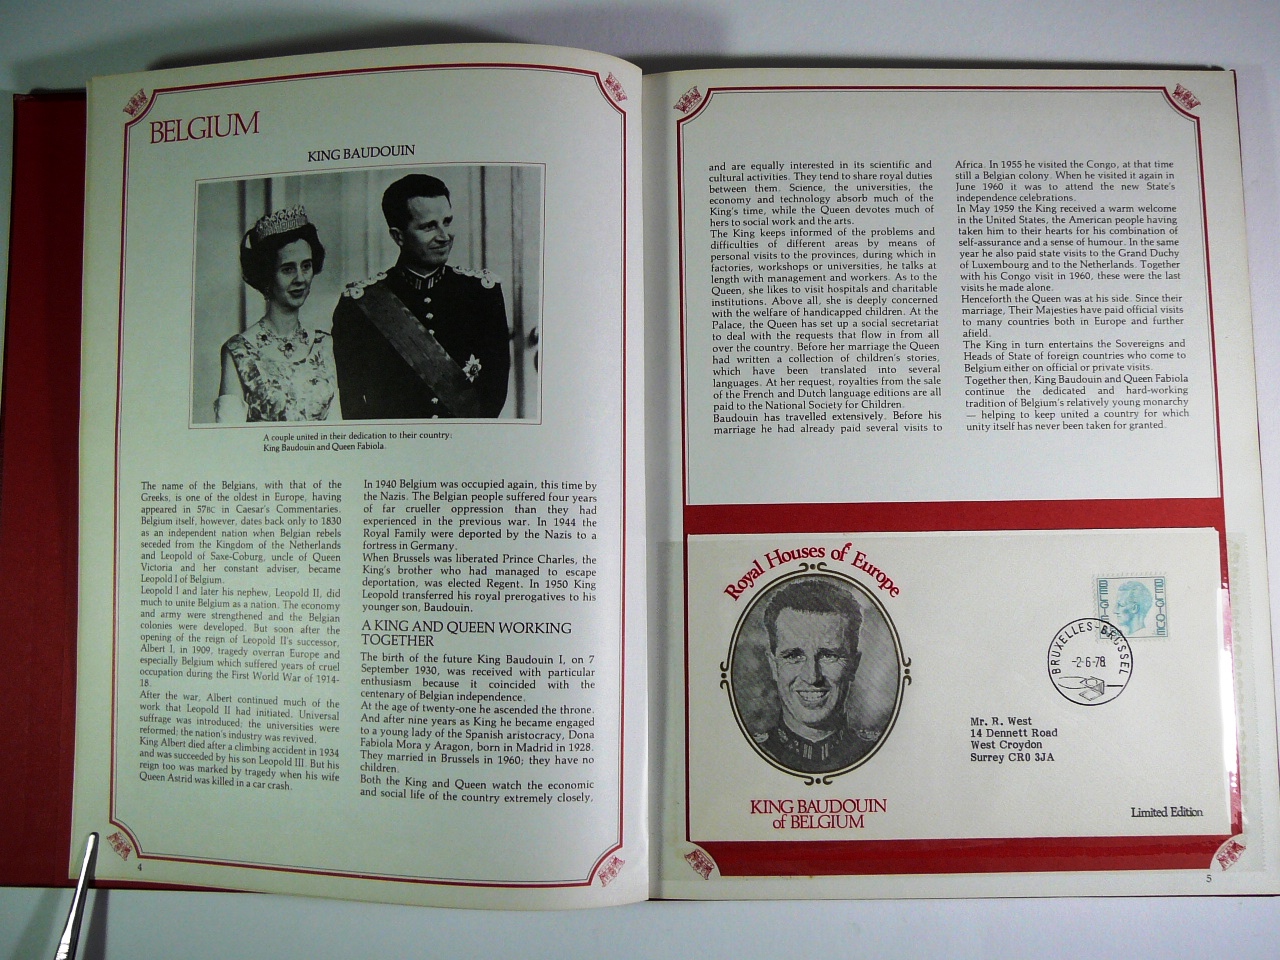 BELGIUM
KING BAUDOUIN
A couple united in their dedication to their country:
King Baudouin and Queen Fabiola.
The name of the Belgians, with that of the
Greeks, is one of the oldest in Europe, having
appeared in 57BC in Caesar's Commentaries.
Belgium itself, however, dates back only to 1830
as an independent nation when Belgian rebels
seceded from the Kingdom of the Netherlands
and Leopold of Saxe-Coburg, uncle of Queen
Victoria and her constant adviser, became
Leopold I of Belgium.
Leopold I and later his nephew, Leopold II, did
much to unite Belgium as a nation. The economy
and army were strengthened and the Belgian
colonies were developed. But soon after the
opening of the reign of Leopold II's successor,
Albert I, in 1909, tragedy overran Europe and
especially Belgium which suffered years of cruel
occupation during the First World War of 1914-
18.
After the war, Albert continued much of the
work that Leopold II had initiated. Universal
suffrage was introduced; the universities were
reformed; the nation's industry was revived.
King Albert died after a climbing accident in 1934
and was succeeded by his son Leopold III. But his
reign too was marked by tragedy when his wife
Queen Astrid was killed in a car crash.
In 1940 Belgium was occupied again, this time by
the Nazis. The Belgian people suffered four years
of far crueller oppression than they had
experienced in the previous war. In 1944 the
Royal Family were deported by the Nazis to a
fortress in Germany.
When Brussels was liberated Prince Charles, the
King's brother who had managed to escape
deportation, was elected Regent. In 1950 King
Leopold transferred his royal prerogatives to his
younger son, Baudouin.
A KING AND QUEEN WORKING
TOGETHER
The birth of the future King Baudouin I, on 7
September 1930, was received with particular
enthusiasm because it coincided with the
centenary of Belgian independence.
At the age of twenty-one he ascended the throne.
And after nine years as King he became engaged
to a young lady of the Spanish aristocracy, Dona
Fabiola Mora y Aragon, born in Madrid in 1928.
They married in Brussels in 1960; they have no
children.
Both the King and Queen watch the economic
and social life of the country extremely closely,
4
and are equally interested in its scientific and
cultural activities. They tend to share royal duties
between them. Science, the universities, the
economy and technology absorb much of the
King's time, while the Queen devotes much of
hers to social work and the arts.
The King keeps informed of the problems and
difficulties of different areas by means of
personal visits to the provinces, during which in
factories, workshops or universities, he talks at
length with management and workers. As to the
Queen, she likes to visit hospitals and charitable
institutions. Above all, she is deeply concerned
with the welfare of handicapped children. At the
Palace, the Queen has set up a social secretariat
to deal with the requests that flow in from all
over the country. Before her marriage the Queen
had written a collection of children's stories,
which have been translated into several
languages. At her request, royalties from the sale
of the French and Dutch language editions are all
paid to the National Society for Children.
Baudouin has travelled extensively. Before his
marriage he had already paid several visits to
Africa. In 1955 he visited the Congo, at that time
still a Belgian colony. When he visited it again in
June 1960 it was to attend the new State's
independence celebrations.
In May 1959 the King received a warm welcome
in the United States, the American people having
taken him to their hearts for his combination of
self-assurance and a sense of humour. In the same
year he also paid state visits to the Grand Duchy
of Luxembourg and to the Netherlands. Together
with his Congo visit in 1960, these were the last
visits he made alone.
Henceforth the Queen was at his side. Since their
marriage, Their Majesties have paid official visits
to many countries both in Europe and further
afield.
The King in turn entertains the Sovereigns and
Heads of State of foreign countries who come to
Belgium either on official or private visits.
Together then, King Baudouin and Queen Fabiola
continue the dedicated and hard-working
tradition of Belgium's relatively young monarchy
— helping to keep united a country for which
unity itself has never been taken for granted.
Royal Houses of Europe
BRUXELLES-BRUSSEL
-2-6-78
Mr. R. West
14 Dennett Road
West Croydon
Surrey CR0 3JA
KING BAUDOUIN
of BELGIUM
Limited Edition
5